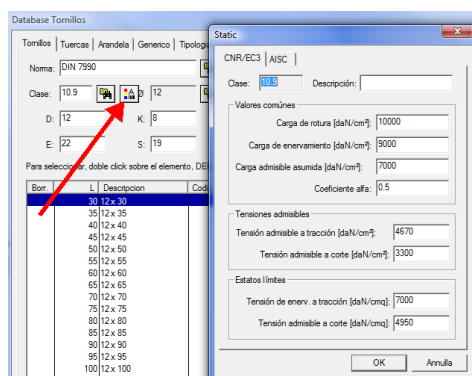 Database Tornillos
Tornillos Tuercas Arandela Generico Tipologia
Norma: DIN 7990
Clase: 10.9 Ø 12
D: 12 K: 8
E: 22 S: 19
Para seleccionar, doble click sobre el elemento, DEL
Borr. L Descripcion Codi
30 12 x 30
35 12 x 35
40 12 x 40
45 12 x 45
50 12 x 50
55 12 x 55
60 12 x 60
65 12 x 65
70 12 x 70
75 12 x 75
80 12 x 80
85 12 x 85
90 12 x 90
95 12 x 95
100 12 x 100
Static
CNR/EC3 AISC
Clase: 10.9 Descripción:
Valores comúnes
Carga de rotura [daN/cm²]: 10000
Carga de enervamiento [daN/cm²]: 9000
Carga admisible asumida [daN/cm²]: 7000
Coeficiente alfa: 0.5
Tensiones admisibles
Tensión admisible a tracción [daN/cm²]: 4670
Tensión admisible a corte [daN/cm²]: 3300
Estatos límites
Tensión de enerv. a tracción [daN/cmq]: 7000
Tensión admisible a corte [daN/cmq]: 4950
OK Annulla